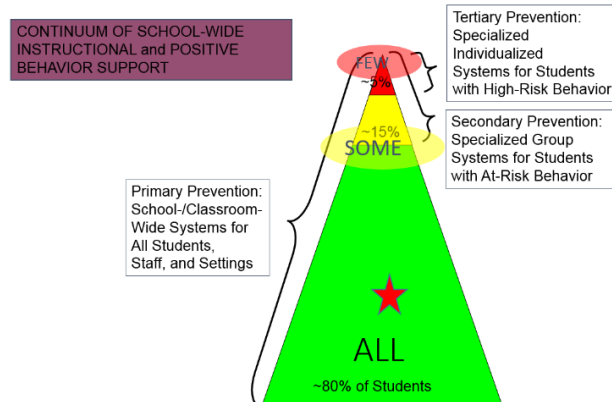 CONTINUUM OF SCHOOL-WIDE
INSTRUCTIONAL and POSITIVE
BEHAVIOR SUPPORT
Tertiary Prevention:
Specialized
Individualized
Systems for Students
with High-Risk Behavior
FEW
~5%
Secondary Prevention:
Specialized Group
Systems for Students
with At-Risk Behavior
~15%
SOME
Primary Prevention:
School-/Classroom-
Wide Systems for
All Students,
Staff, and Settings
ALL
~80% of Students